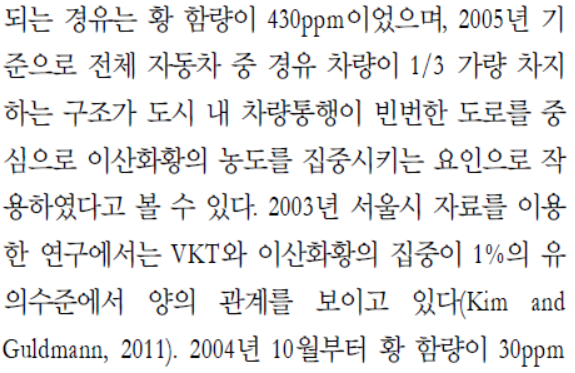 되는 경유는 황 함량이 430ppm이었으며, 2005년 기
준으로 전체 자동차 중 경유 차량이 1/3 가량 차지
하는 구조가 도시 내 차량통행이 빈번한 도로를 중
심으로 이산화황의 농도를 집중시키는 요인으로 작
용하였다고 볼 수 있다. 2003년 서울시 자료를 이용
한 연구에서는 VKT와 이산화황의 집중이 1%의 유
의수준에서 양의 관계를 보이고 있다(Kim and
Guldmann, 2011). 2004년 10월부터 황 함량이 30ppm